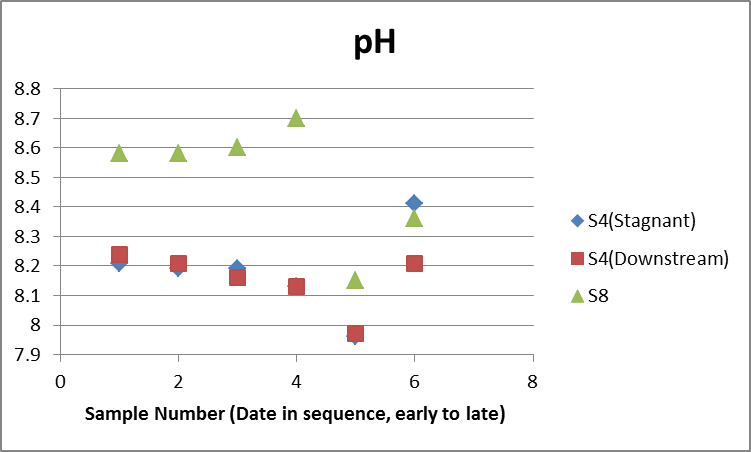 pH
8.8
8.7
8.6
8.5
8.4
8.3
8.2
8.1
8
7.9
0 2 4 6 8
Sample Number (Date in sequence, early to late)
S4(Stagnant)
S4(Downstream)
S8